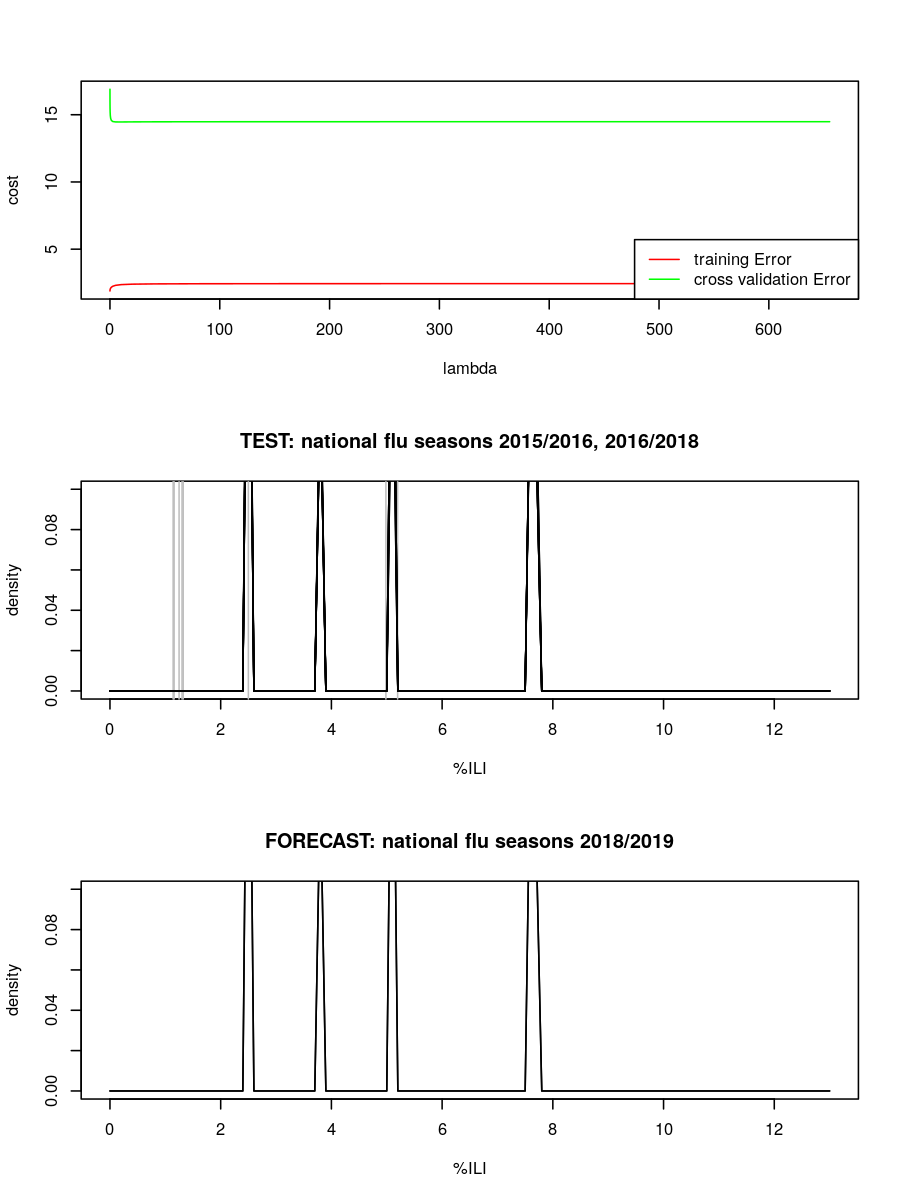 15
10
5
cost
training Error
cross validation Error
0 100 200 300 400 500 600
lambda
TEST: national flu seasons 2015/2016, 2016/2018
0.08
0.04
0.00
density
0 2 4 6 8 10 12
%ILI
FORECAST: national flu seasons 2018/2019
0.08
0.04
0.00
density
0 2 4 6 8 10 12
%ILI